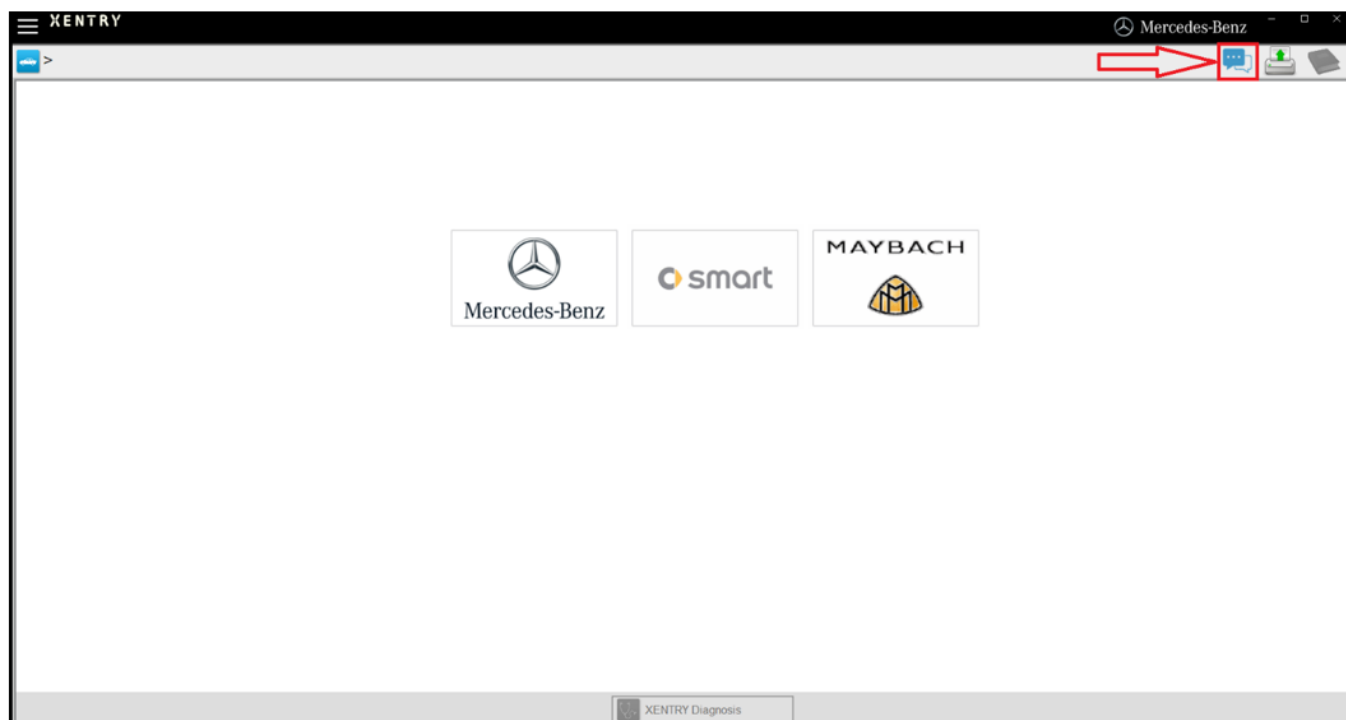 XENTRY
Mercedes-Benz
>
Mercedes-Benz
smart
MAYBACH
XENTRY Diagnosis